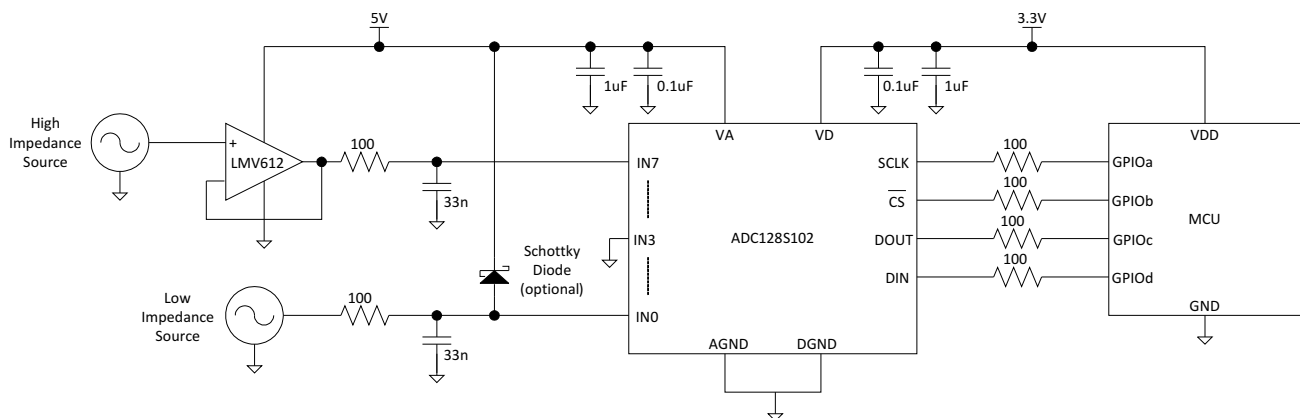 5V
3.3V
1uF
0.1uF
0.1uF
1uF
High
Impedance
Source
+
LMV612
100
33n
VA
VD
VDD
IN7
SCLK
100
GPIOa
CS
100
GPIOb
IN3
ADC128S102
DOUT
100
GPIOc
MCU
DIN
100
GPIOd
Schottky
Diode
(optional)
Low
Impedance
Source
100
33n
IN0
GND
AGND
DGND